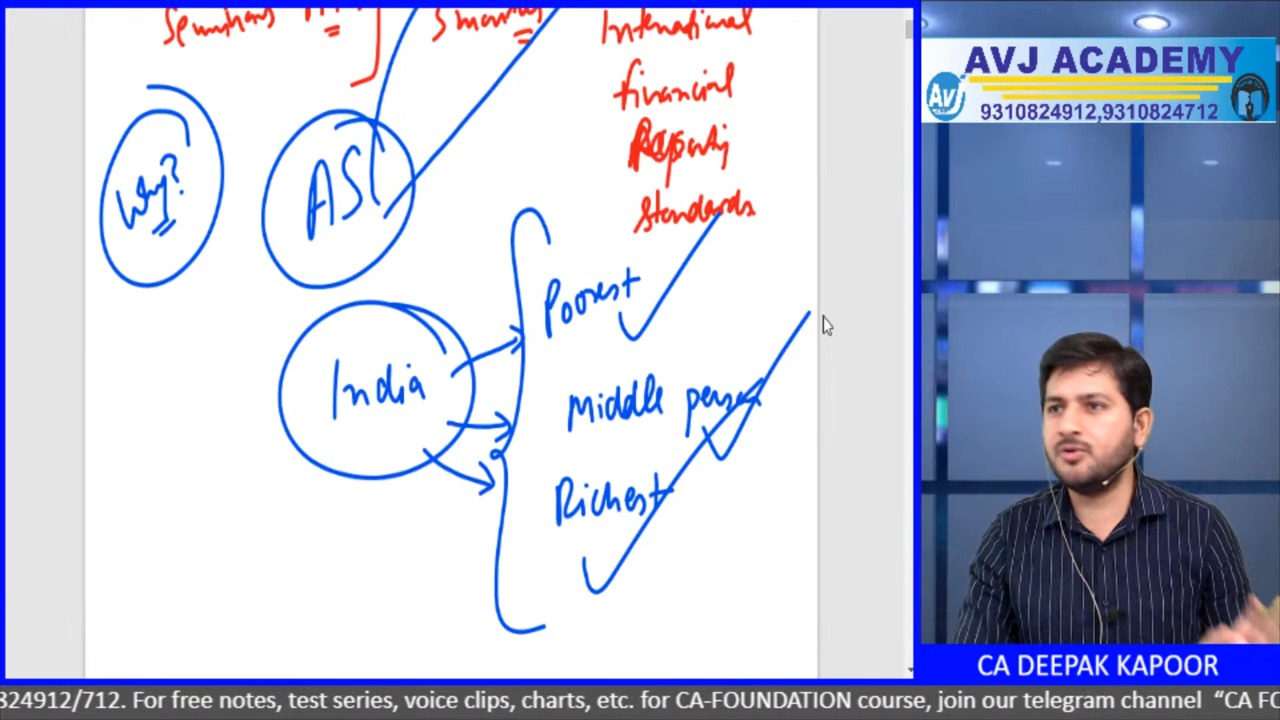 International
financial
Reporting
standards
Why?
AS
India
Poorest
Middle person
Richest
AVJ ACADEMY
AVJ
9310824912,9310824712
CA DEEPAK KAPOOR
824912/712. For free notes, test series, voice clips, charts, etc. for CA-FOUNDATION course, join our telegram channel “CA FO